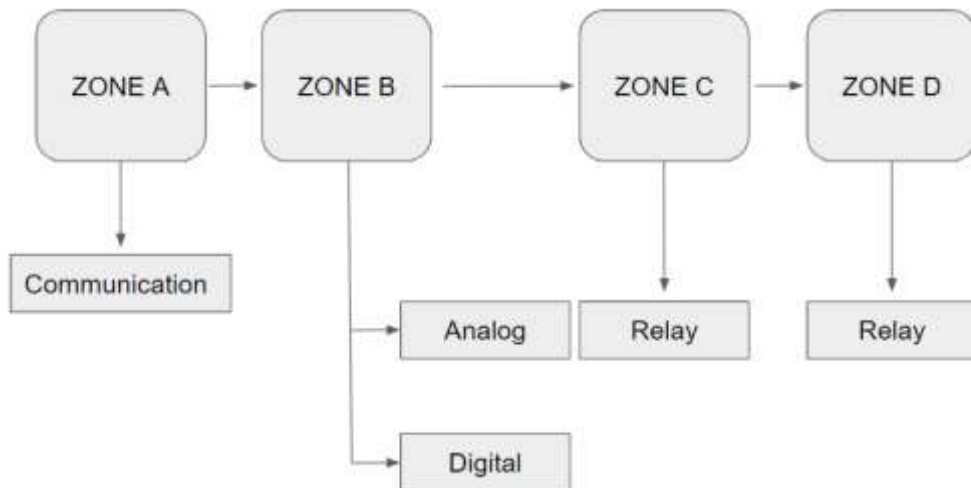 ZONE A
ZONE B
ZONE C
ZONE D
Communication
Analog
Relay
Relay
Digital